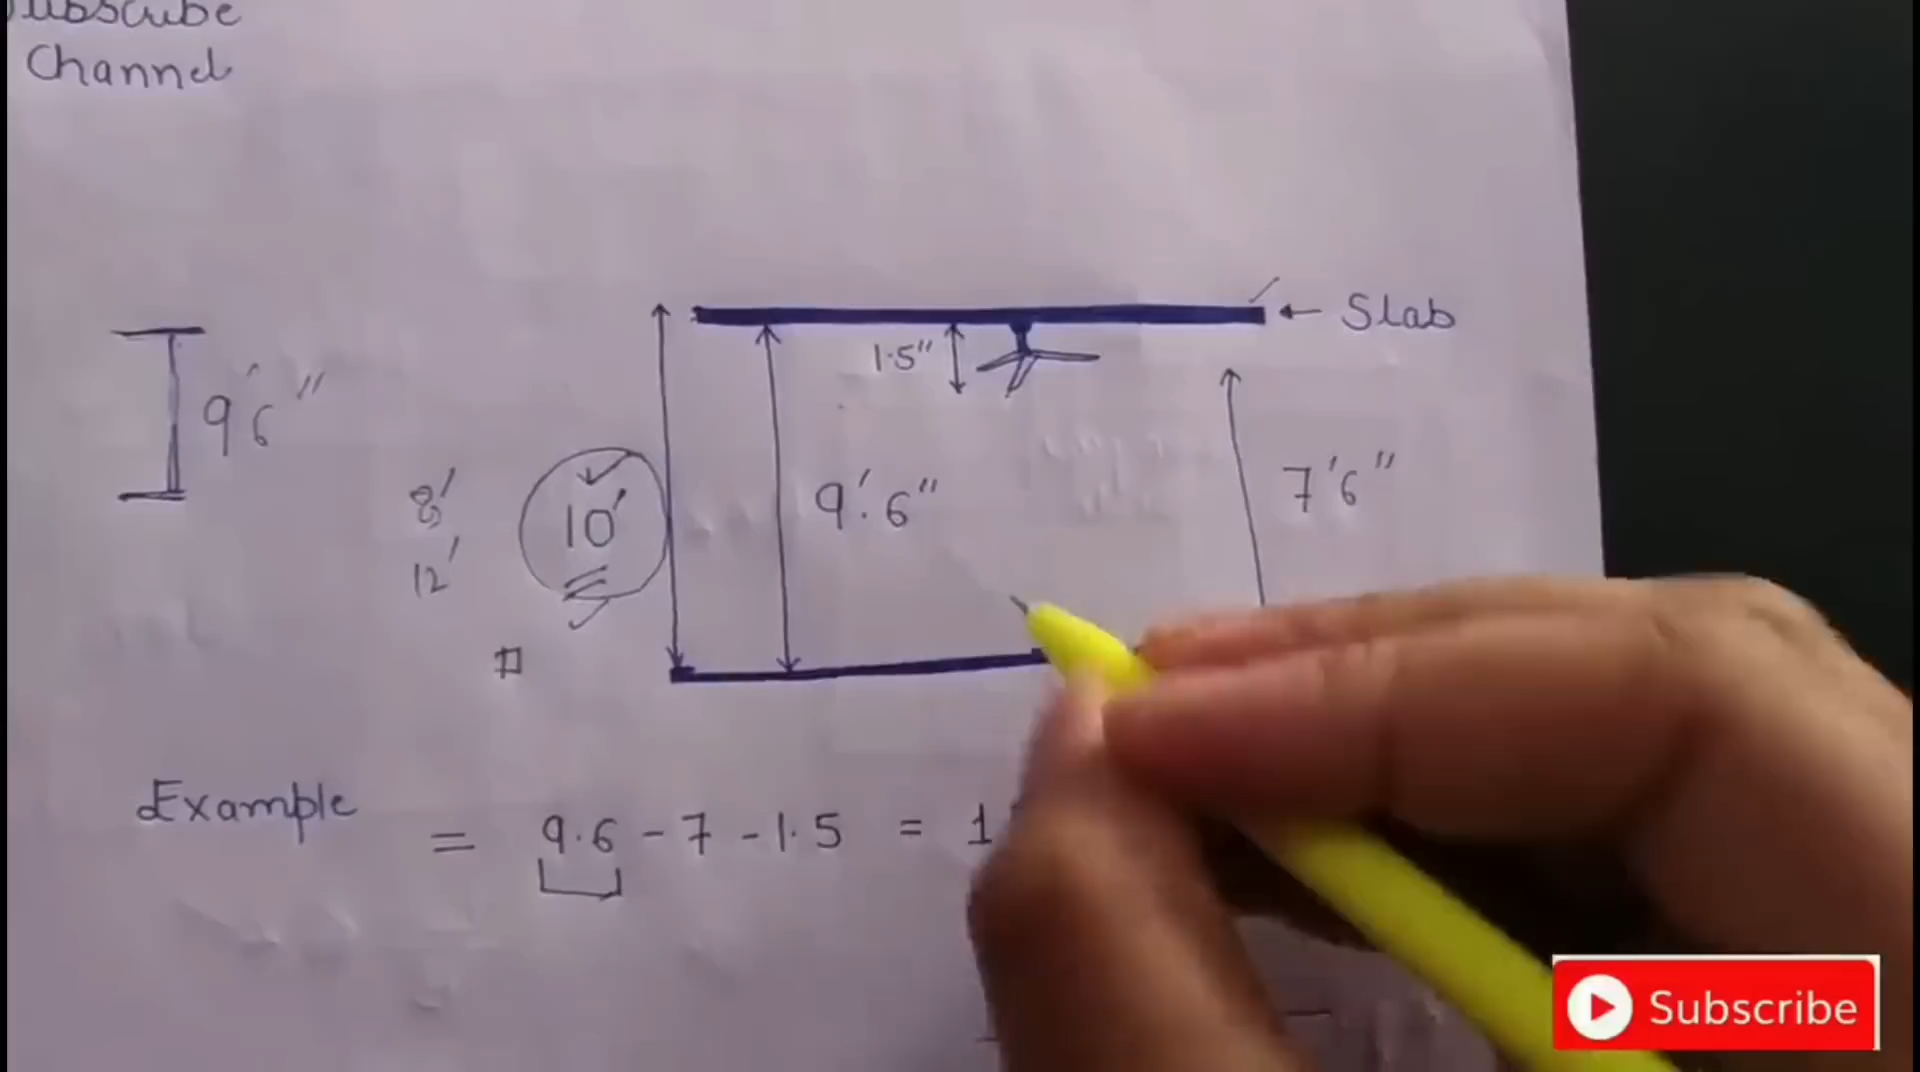 Subscribe
Channel
Slab
1.5"
9'6"
9'.6"
7'6"
8'
10'
12'
Example
= 9.6 - 7 - 1.5 = 1
Subscribe